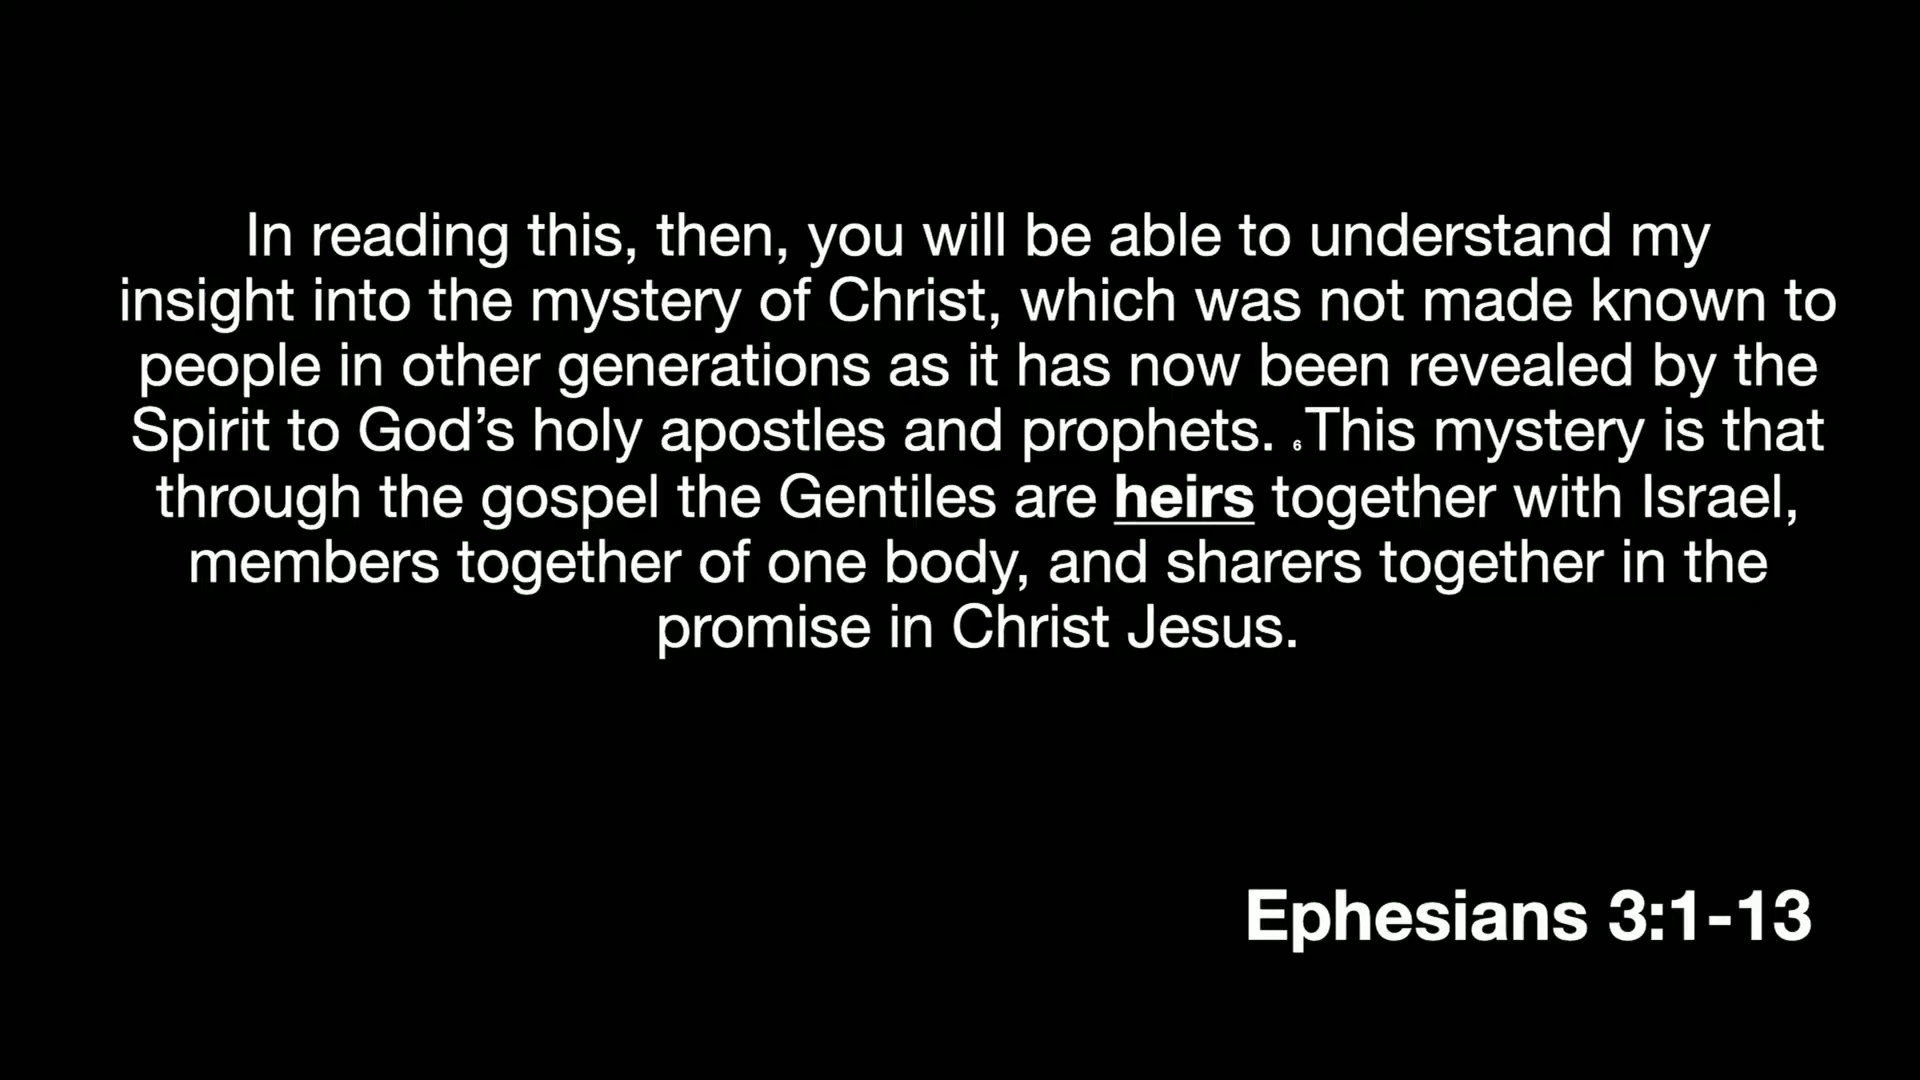 In reading this, then, you will be able to understand my
insight into the mystery of Christ, which was not made known to
people in other generations as it has now been revealed by the
Spirit to God’s holy apostles and prophets. 6 This mystery is that
through the gospel the Gentiles are heirs together with Israel,
members together of one body, and sharers together in the
promise in Christ Jesus.
Ephesians 3:1-13